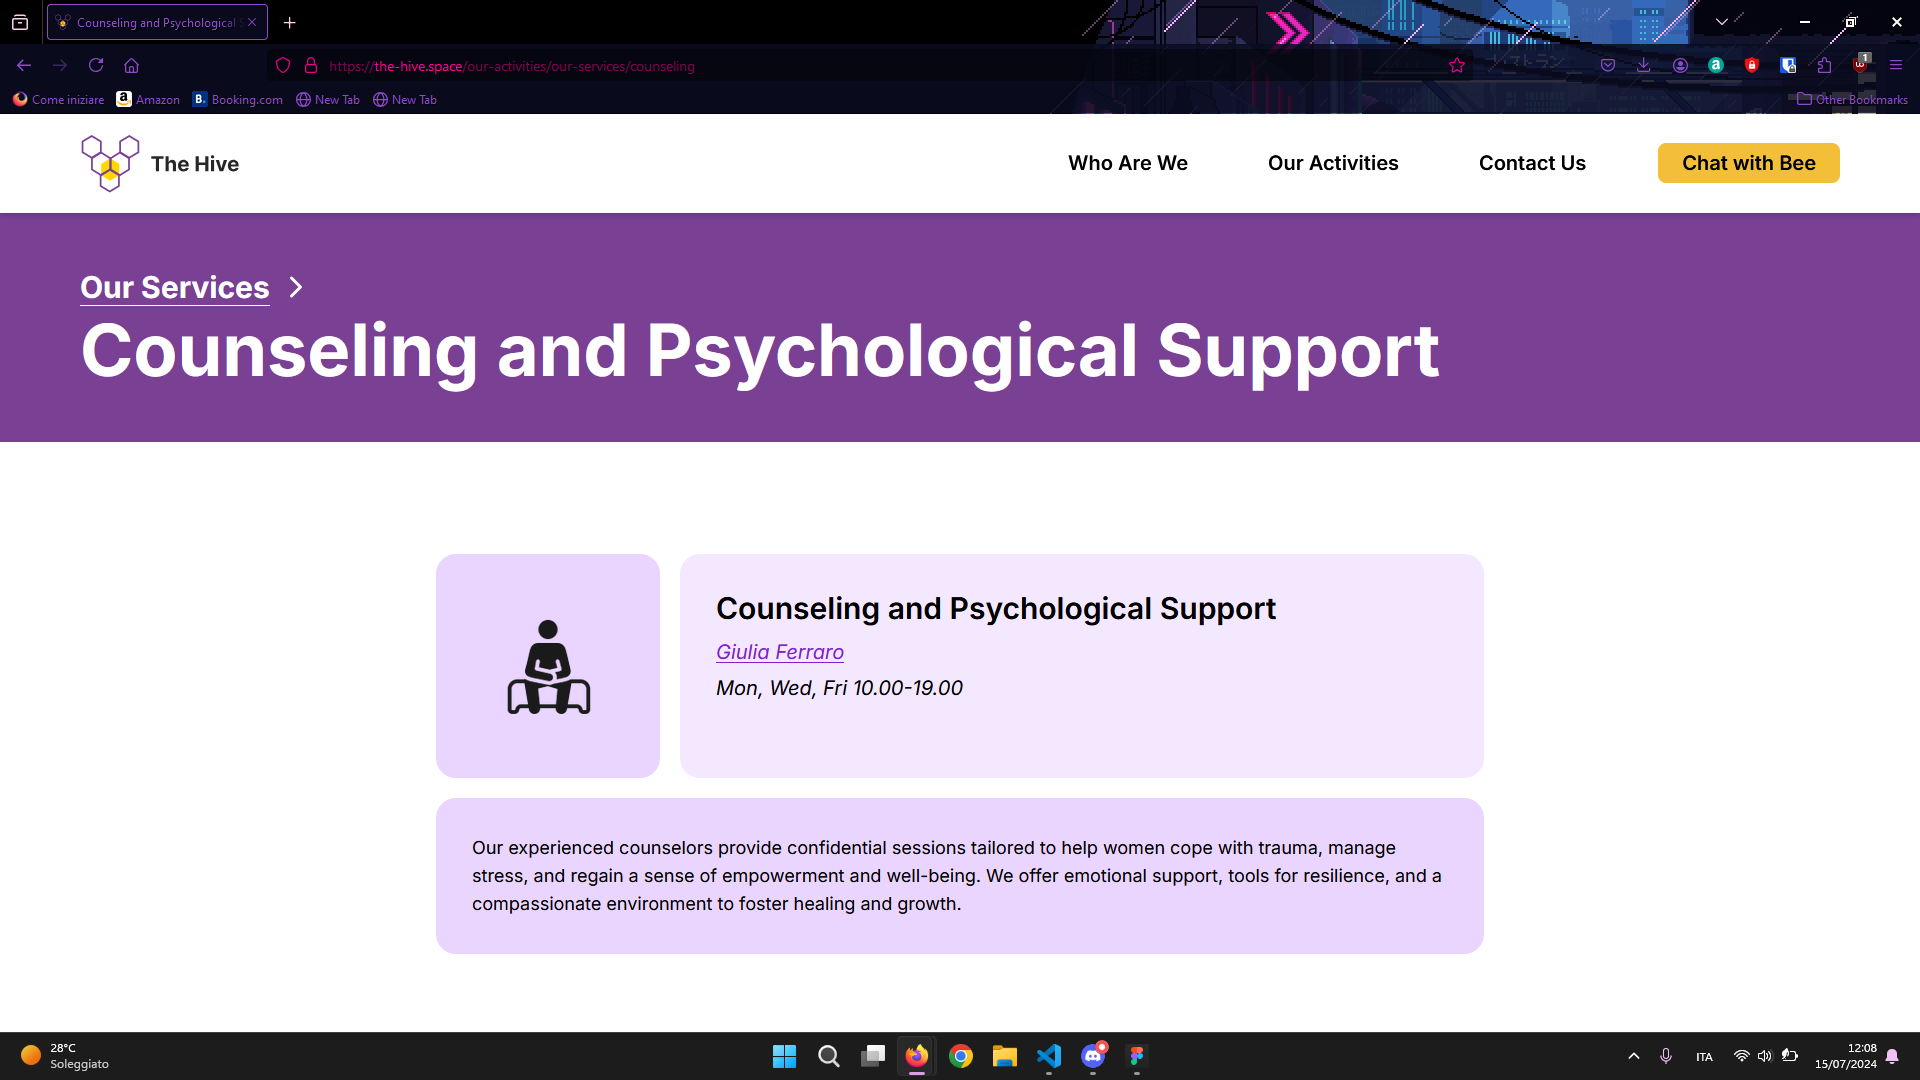 Counseling and Psychological
https://the-hive.space/our-activities/our-services/counseling
1
Come iniziare
Amazon
Booking.com
New Tab
New Tab
Other Bookmarks
The Hive
Who Are We
Our Activities
Contact Us
Chat with Bee
Our Services
Counseling and Psychological Support
Counseling and Psychological Support
Giulia Ferraro
Mon, Wed, Fri 10.00-19.00
Our experienced counselors provide confidential sessions tailored to help women cope with trauma, manage
stress, and regain a sense of empowerment and well-being. We offer emotional support, tools for resilience, and a
compassionate environment to foster healing and growth.
28°C
Soleggiato
ITA
12:08
15/07/2024